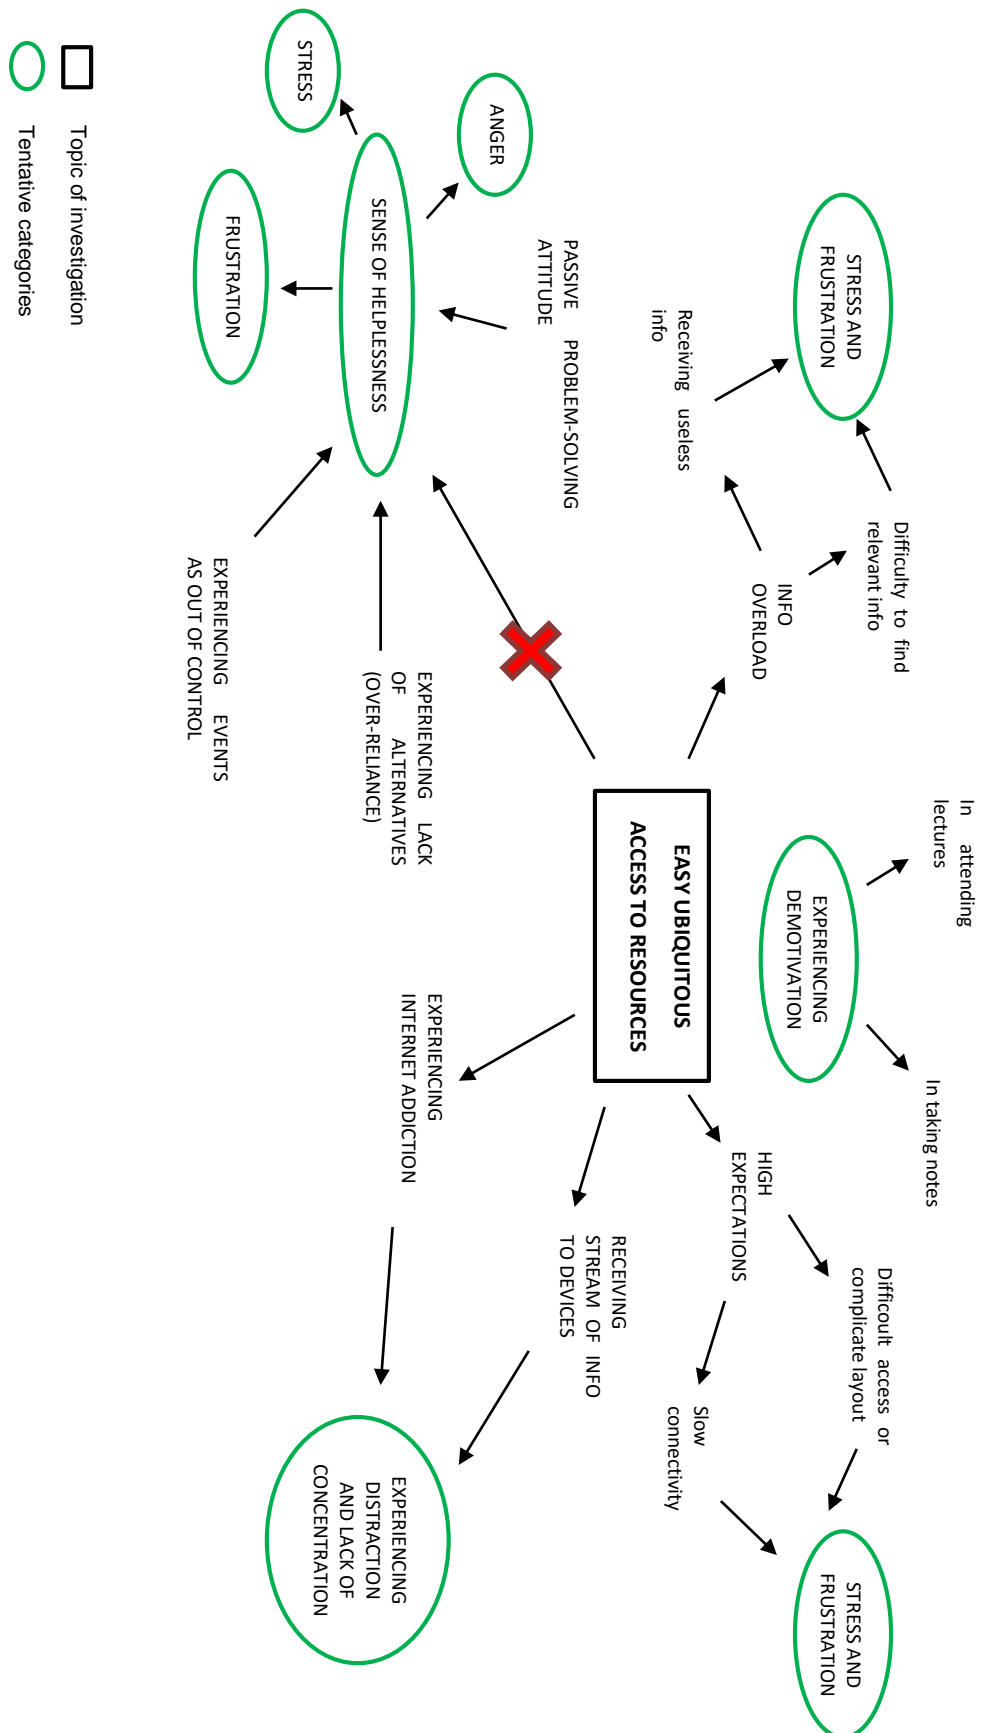 In attending
lectures
In taking notes
STRESS AND
FRUSTRATION
Difficulty to find
relevant info
EXPERIENCING
DEMOTIVATION
Difficoult access or
complicate layout
STRESS AND
FRUSTRATION
INFO
OVERLOAD
HIGH
EXPECTATIONS
Receiving useless
info
EASY UBIQUITOUS
ACCESS TO RESOURCES
Slow
connectivity
ANGER
PASSIVE PROBLEM-SOLVING
ATTITUDE
RECEIVING
STREAM OF INFO
TO DEVICES
STRESS
SENSE OF HELPLESSNESS
EXPERIENCING LACK
OF ALTERNATIVES
(OVER-RELIANCE)
EXPERIENCING
INTERNET ADDICTION
EXPERIENCING
DISTRACTION
AND LACK OF
CONCENTRATION
FRUSTRATION
EXPERIENCING EVENTS
AS OUT OF CONTROL
Topic of investigation
Tentative categories